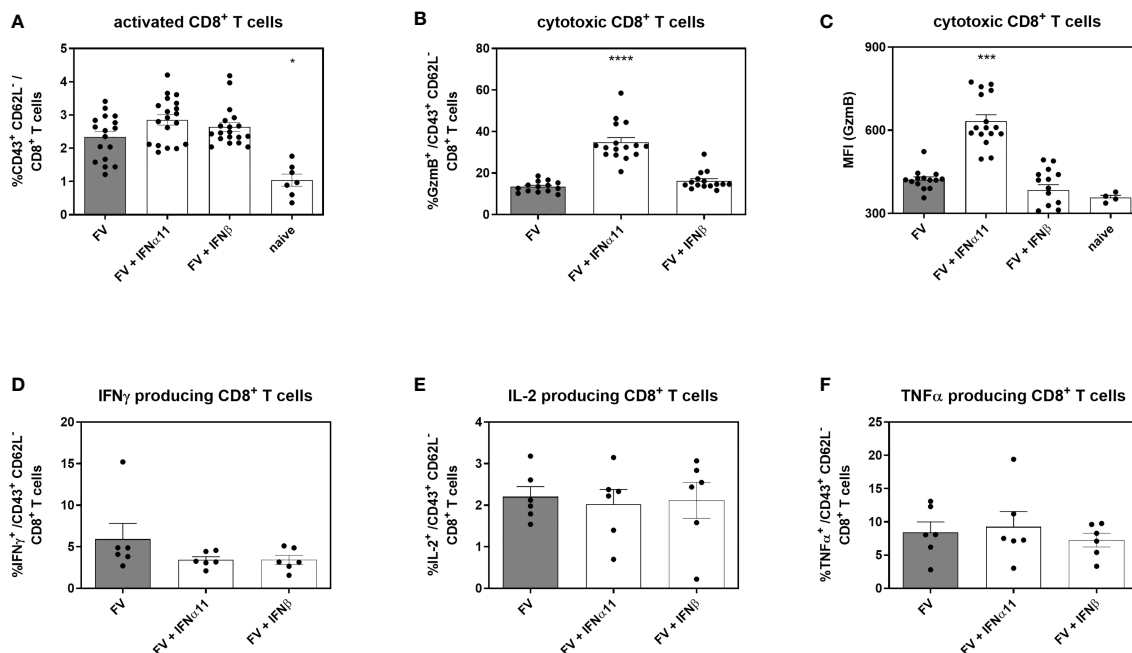 A
activated CD8⁺ T cells
%CD43⁺ CD62L⁻ /
CD8⁺ T cells
5
4
3
2
1
0
*
FV
FV + IFNα11
FV + IFNβ
naive
B
cytotoxic CD8⁺ T cells
%GzmB⁺ /CD43⁺ CD62L⁻
CD8⁺ T cells
80
60
40
20
0
****
FV
FV + IFNα11
FV + IFNβ
C
cytotoxic CD8⁺ T cells
MFI (GzmB)
900
600
300
***
FV
FV + IFNα11
FV + IFNβ
naive
D
IFNγ producing CD8⁺ T cells
%IFNγ⁺ /CD43⁺ CD62L⁻
CD8⁺ T cells
20
15
10
5
0
FV
FV + IFNα11
FV + IFNβ
E
IL-2 producing CD8⁺ T cells
%IL-2⁺ /CD43⁺ CD62L⁻
CD8⁺ T cells
4
3
2
1
0
FV
FV + IFNα11
FV + IFNβ
F
TNFα producing CD8⁺ T cells
%TNFα⁺ /CD43⁺ CD62L⁻
CD8⁺ T cells
25
20
15
10
5
0
FV
FV + IFNα11
FV + IFNβ